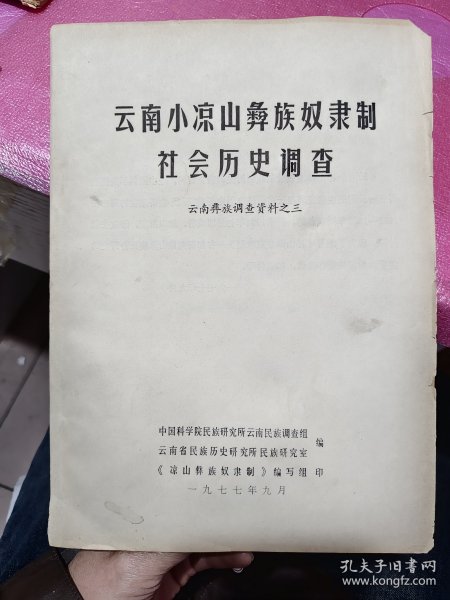 云南小凉山彝族奴隶制
社会历史调查
云南彝族调查资料之三
中国科学院民族研究所云南民族调查组
云南省民族历史研究所民族研究室
编
《凉山彝族奴隶制》编写组 印
一九七七年九月
孔夫子旧书网
www.kongfz.com